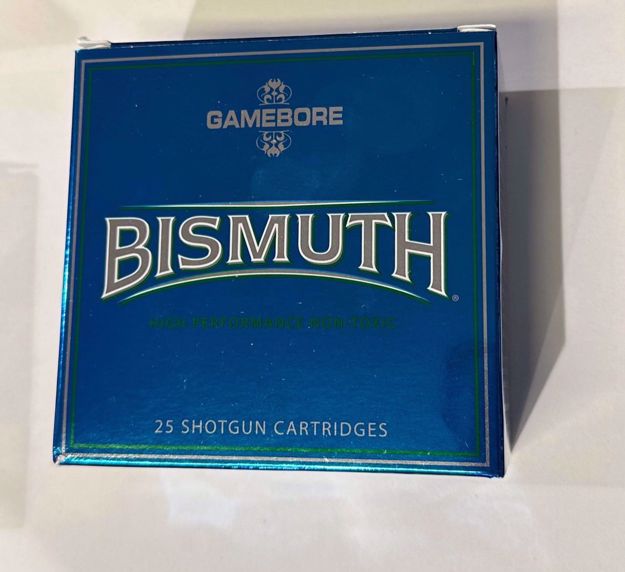 GAMEBORE
BISMUTH®
HIGH PERFORMANCE NON-TOXIC
25 SHOTGUN CARTRIDGES